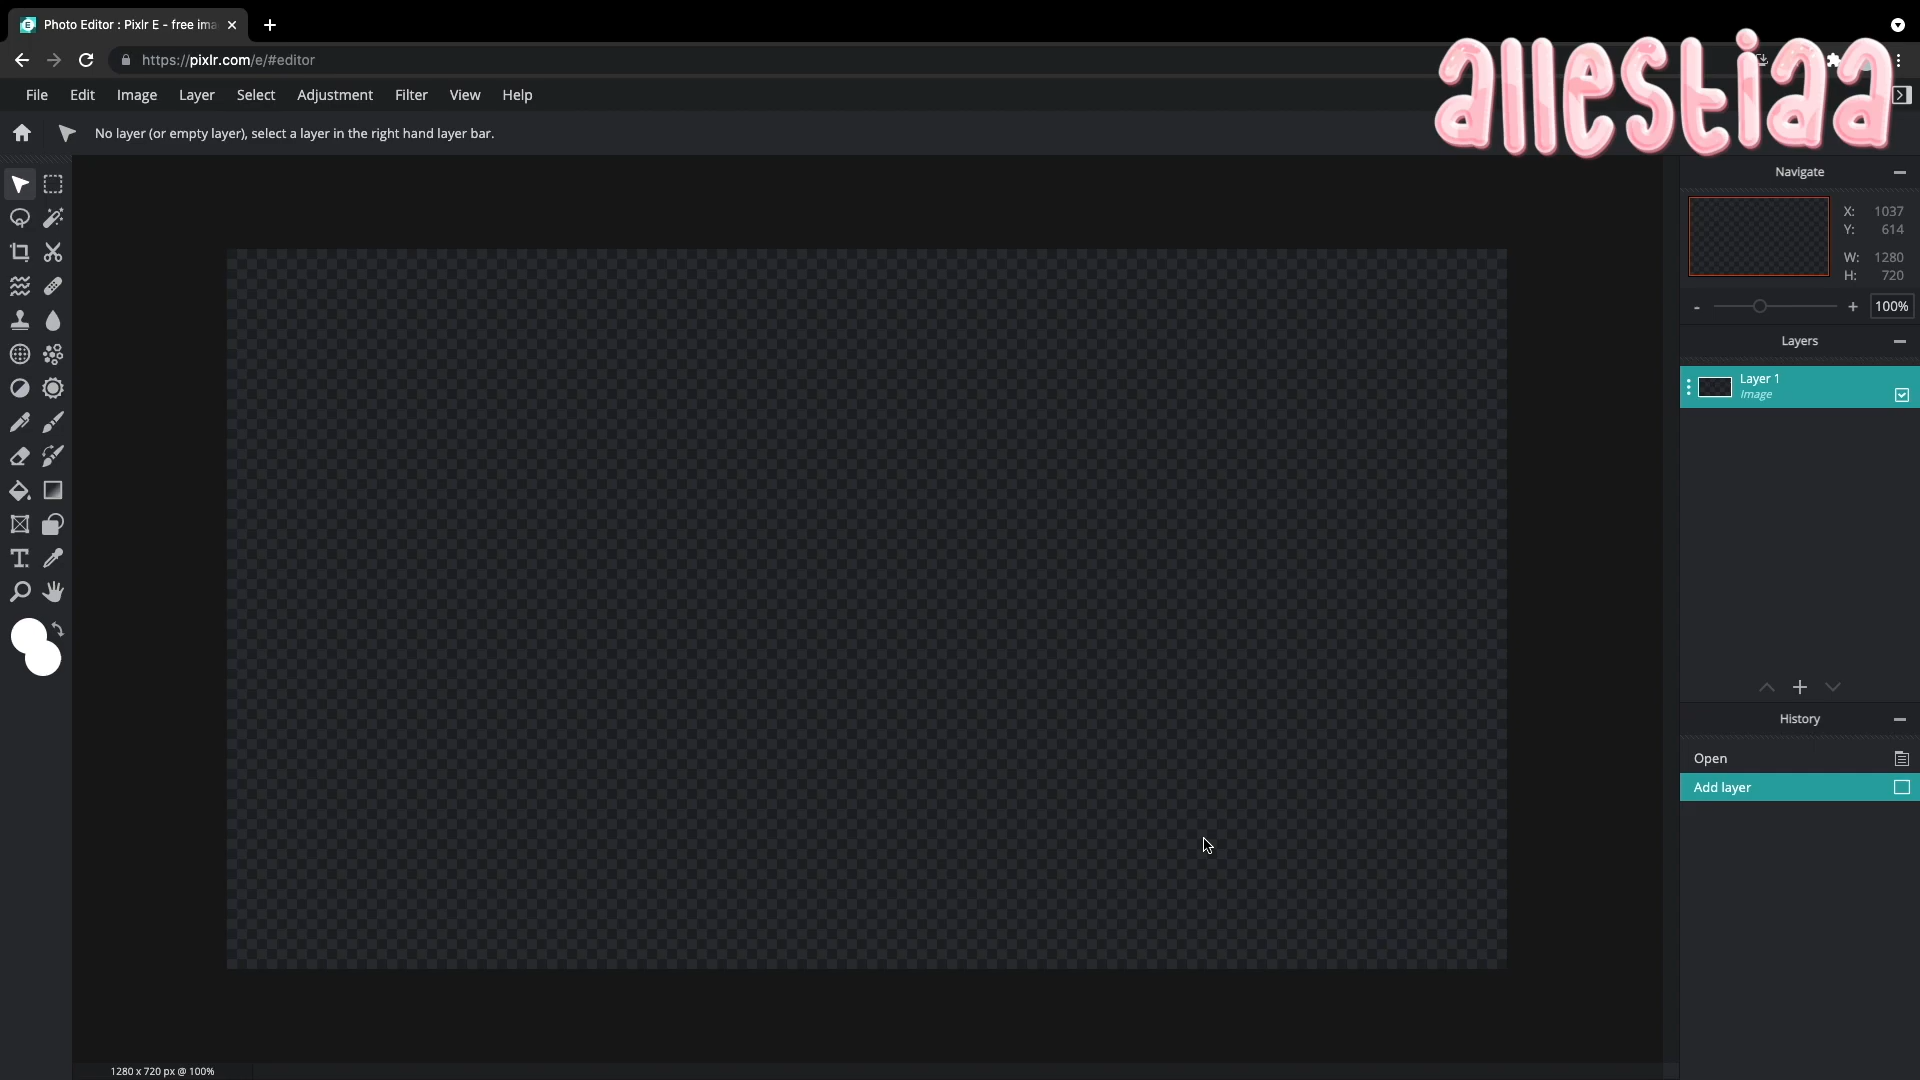 Photo Editor : Pixlr E - free ima
https://pixlr.com/e/#editor
allestiaa
File Edit Image Layer Select Adjustment Filter View Help
No layer (or empty layer), select a layer in the right hand layer bar.
Navigate
X: 1037
Y: 614
W: 1280
H: 720
- + 100%
Layers
Layer 1
Image
History
Open
Add layer
1280 x 720 px @ 100%